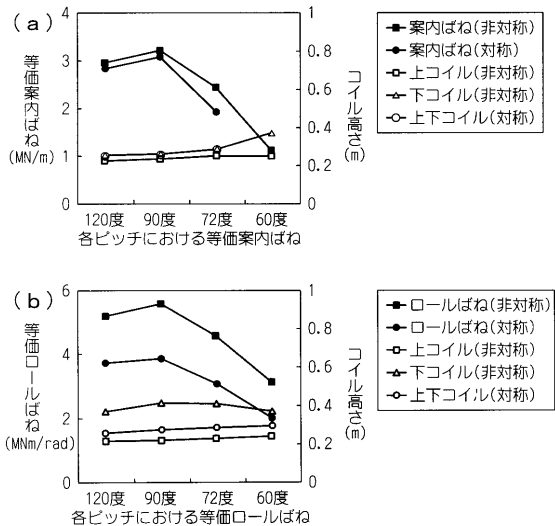 (a)
4
3
2
1
0
等価案内ばね
(MN/m)
1
0.8
0.6
0.4
0.2
0
コイル高さ
(m)
120度 90度 72度 60度
各ピッチにおける等価案内ばね
案内ばね(非対称)
案内ばね(対称)
上コイル(非対称)
下コイル(非対称)
上下コイル(対称)
(b)
6
4
2
0
等価ロールばね
(MNm/rad)
1
0.8
0.6
0.4
0.2
0
コイル高さ
(m)
120度 90度 72度 60度
各ピッチにおける等価ロールばね
ロールばね(非対称)
ロールばね(対称)
上コイル(非対称)
下コイル(非対称)
上下コイル(対称)